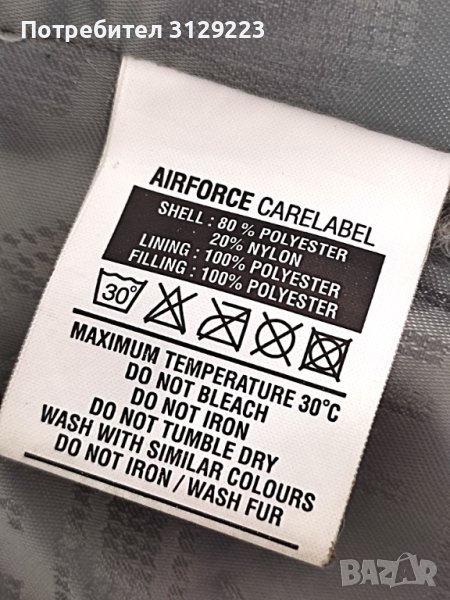 Потребител 3129223
AIRFORCE CARELABEL
SHELL : 80 % POLYESTER
20% NYLON
LINING : 100% POLYESTER
FILLING : 100% POLYESTER
30°
MAXIMUM TEMPERATURE 30°C
DO NOT BLEACH
DO NOT IRON
DO NOT TUMBLE DRY
WASH WITH SIMILAR COLOURS
DO NOT IRON / WASH FUR
BAZAR